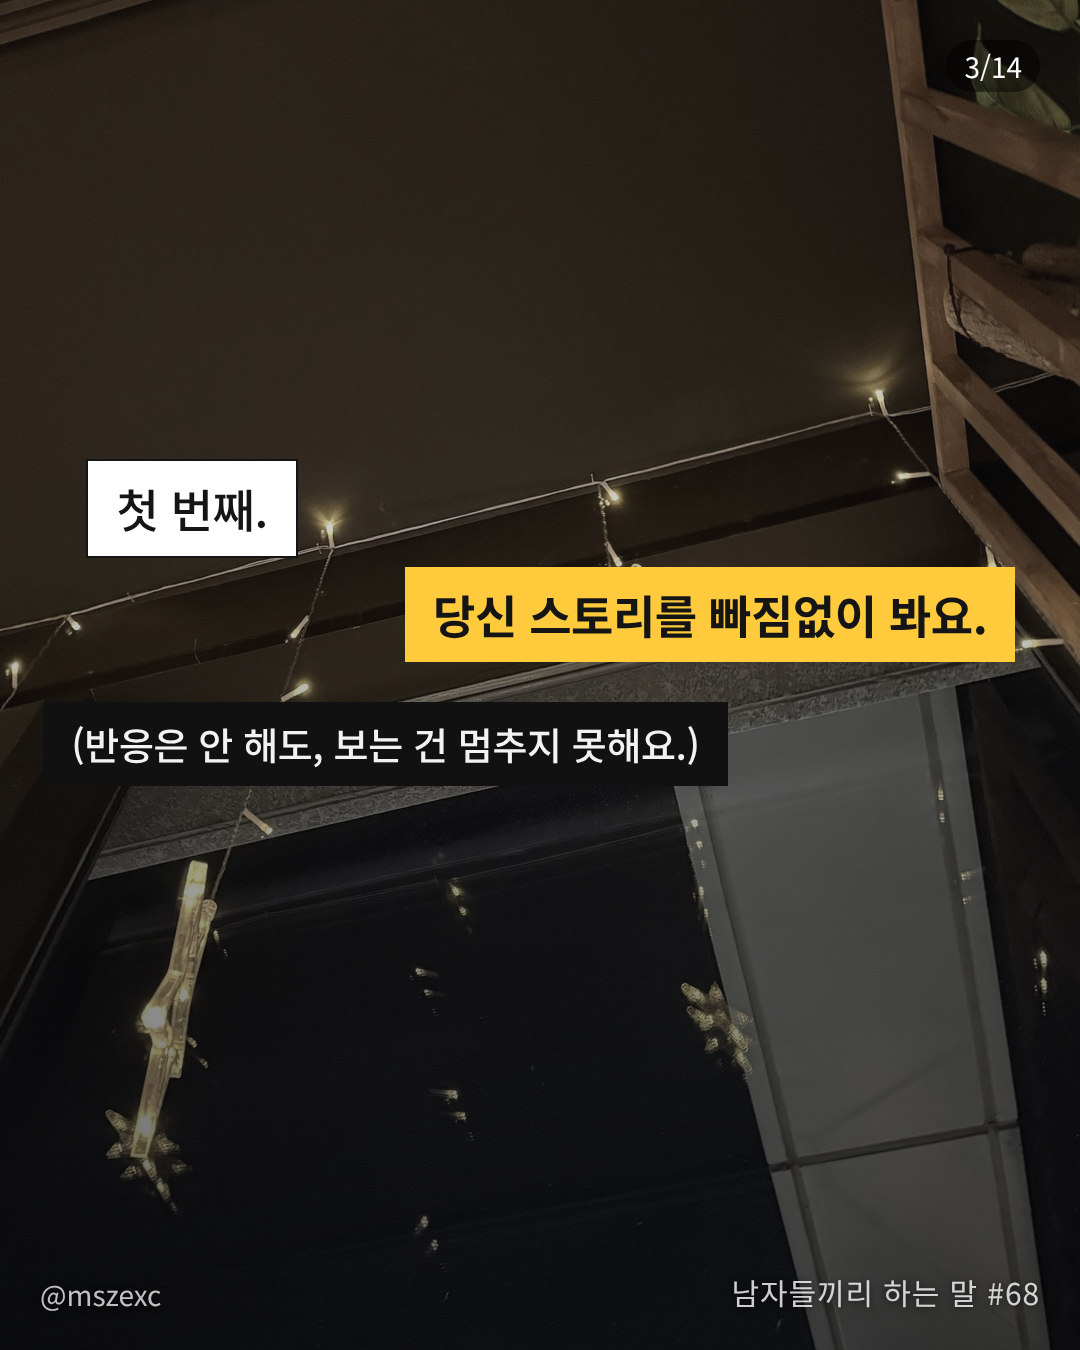 3/14
첫 번째.
당신 스토리를 빠짐없이 봐요.
(반응은 안 해도, 보는 건 멈추지 못해요.)
@mszexc
남자들끼리 하는 말 #68